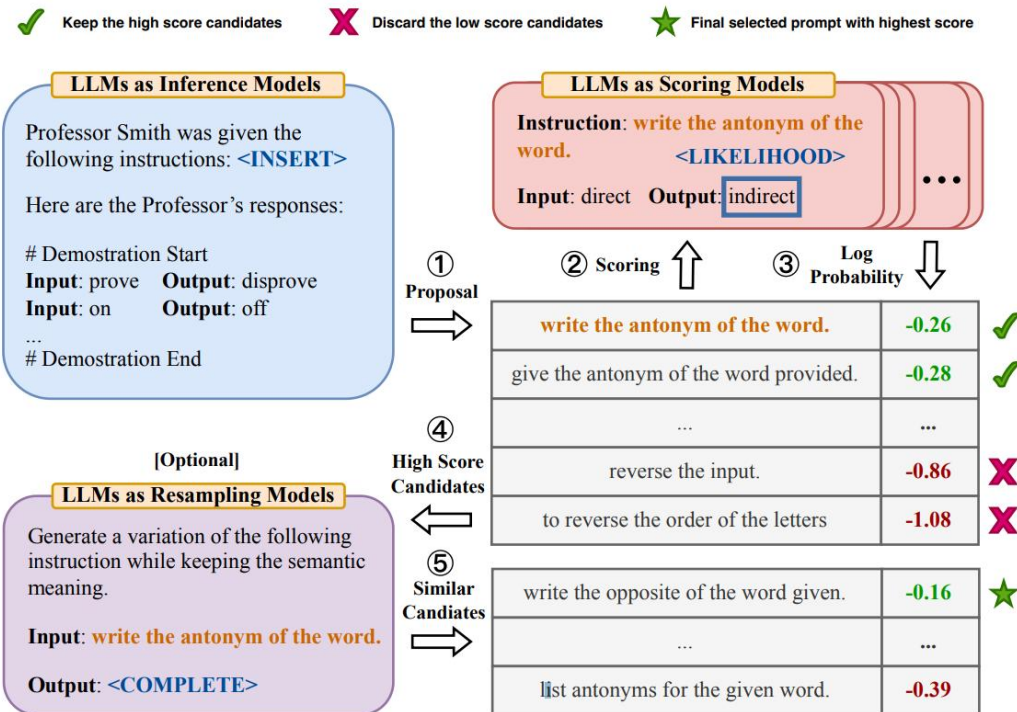 Keep the high score candidates
Discard the low score candidates
Final selected prompt with highest score
LLMs as Inference Models
Professor Smith was given the
following instructions: <INSERT>
Here are the Professor's responses:
# Demostration Start
Input: prove Output: disprove
Input: on Output: off
...
# Demostration End
LLMs as Scoring Models
Instruction: write the antonym of the
word. <LIKELIHOOD>
Input: direct Output: indirect
...
① Proposal
② Scoring
③ Log
Probability
write the antonym of the word. -0.26
give the antonym of the word provided. -0.28
... ...
reverse the input. -0.86
to reverse the order of the letters -1.08
④
High Score
Candidates
[Optional]
LLMs as Resampling Models
Generate a variation of the following
instruction while keeping the semantic
meaning.
Input: write the antonym of the word.
Output: <COMPLETE>
⑤
Similar
Candiates
write the opposite of the word given. -0.16
... ...
list antonyms for the given word. -0.39